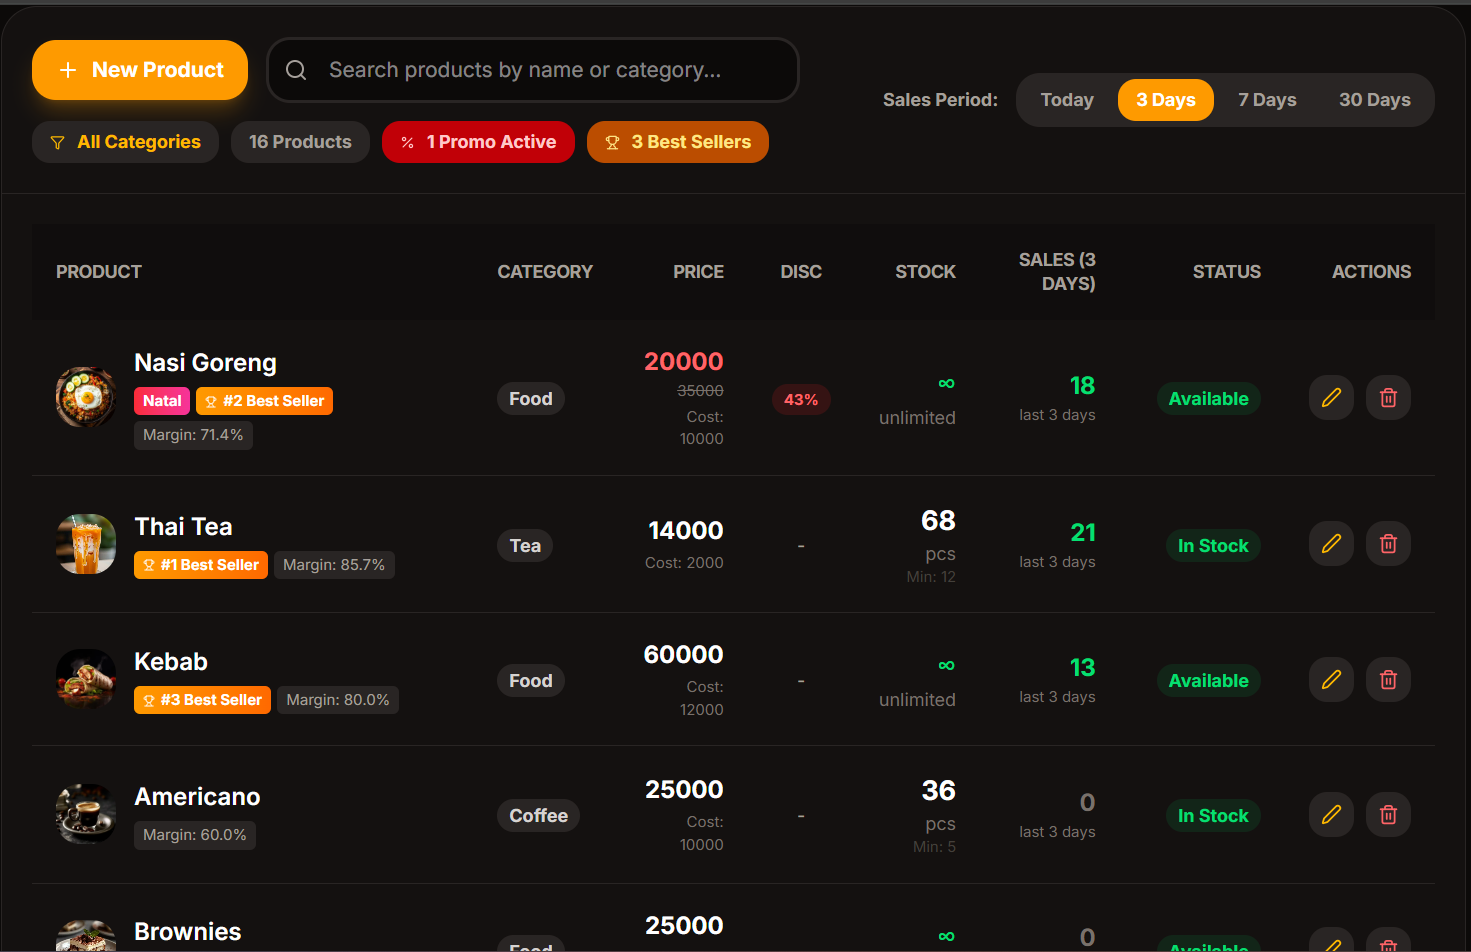 New Product
Search products by name or category...
Sales Period:
Today
3 Days
7 Days
30 Days
All Categories
16 Products
1 Promo Active
3 Best Sellers
PRODUCT
CATEGORY
PRICE
DISC
STOCK
SALES (3
DAYS)
STATUS
ACTIONS
Nasi Goreng
Natal
#2 Best Seller
Margin: 71.4%
Food
20000
35000
Cost:
10000
43%
∞
unlimited
18
last 3 days
Available
Thai Tea
#1 Best Seller
Margin: 85.7%
Tea
14000
Cost: 2000
-
68
pcs
Min: 12
21
last 3 days
In Stock
Kebab
#3 Best Seller
Margin: 80.0%
Food
60000
Cost:
12000
-
∞
unlimited
13
last 3 days
Available
Americano
Margin: 60.0%
Coffee
25000
Cost:
10000
-
36
pcs
Min: 5
0
last 3 days
In Stock
Brownies
Food
25000
∞
0
Available